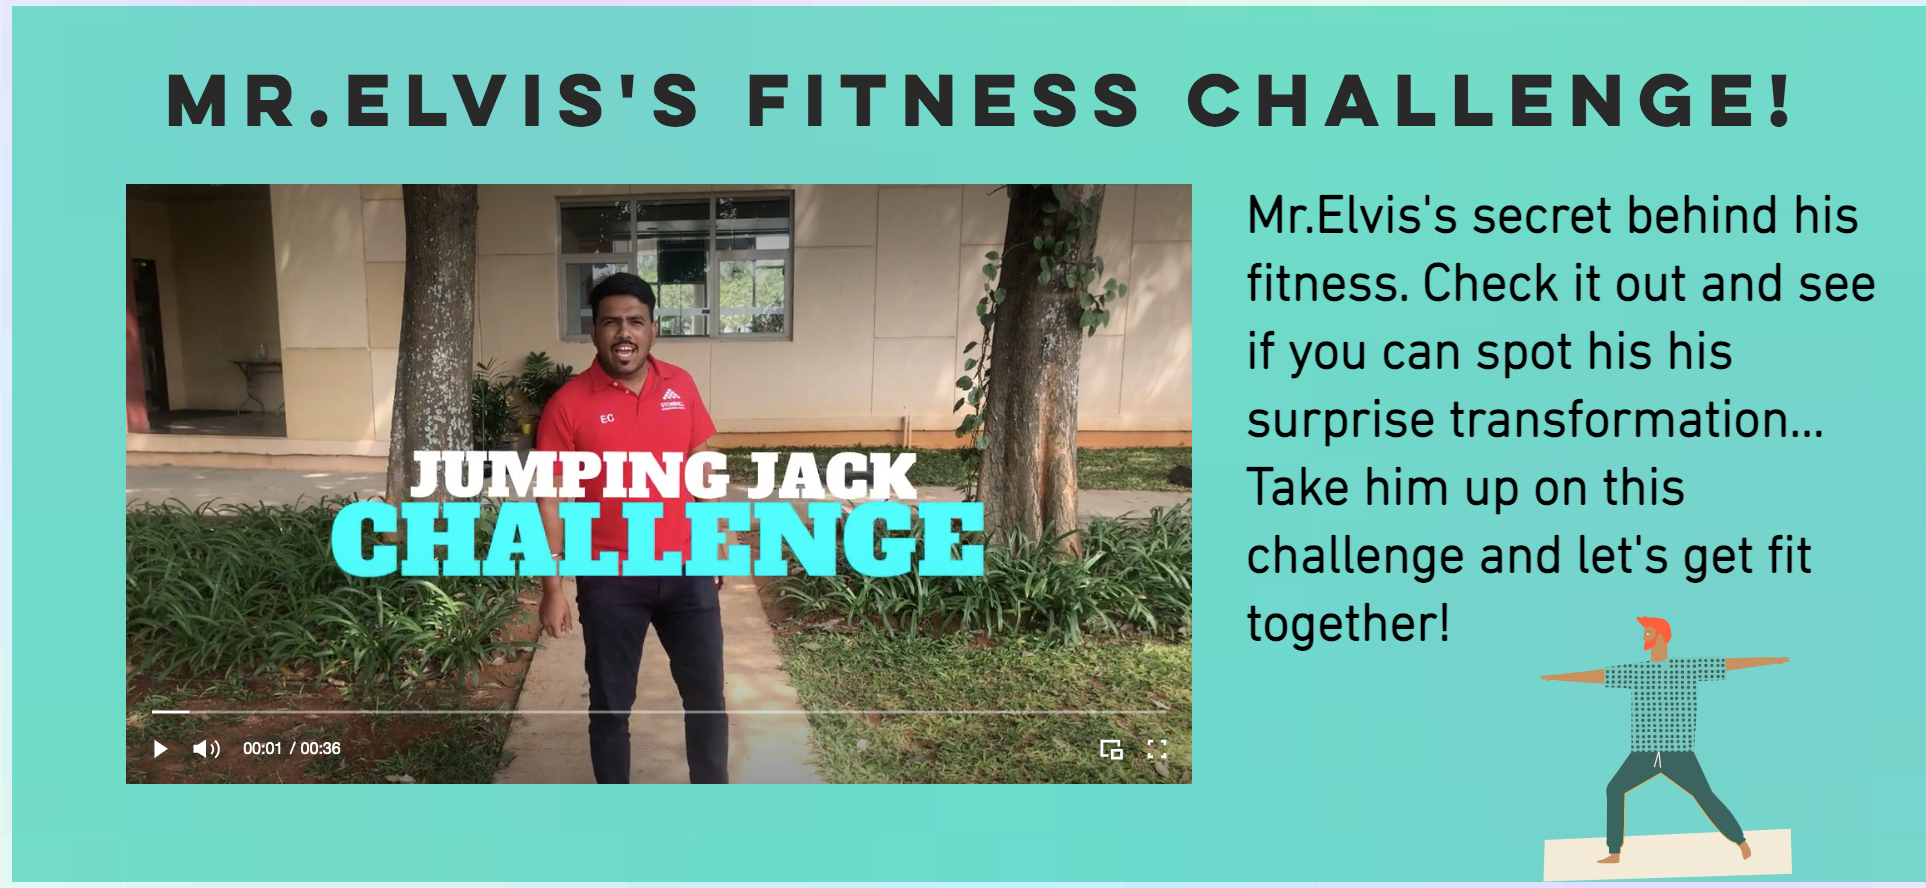 MR.ELVIS'S FITNESS CHALLENGE!
Mr.Elvis's secret behind his
fitness. Check it out and see
if you can spot his his
surprise transformation...
Take him up on this
challenge and let's get fit
together!
EC
JUMPING JACK
CHALLENGE
00:01 / 00:36